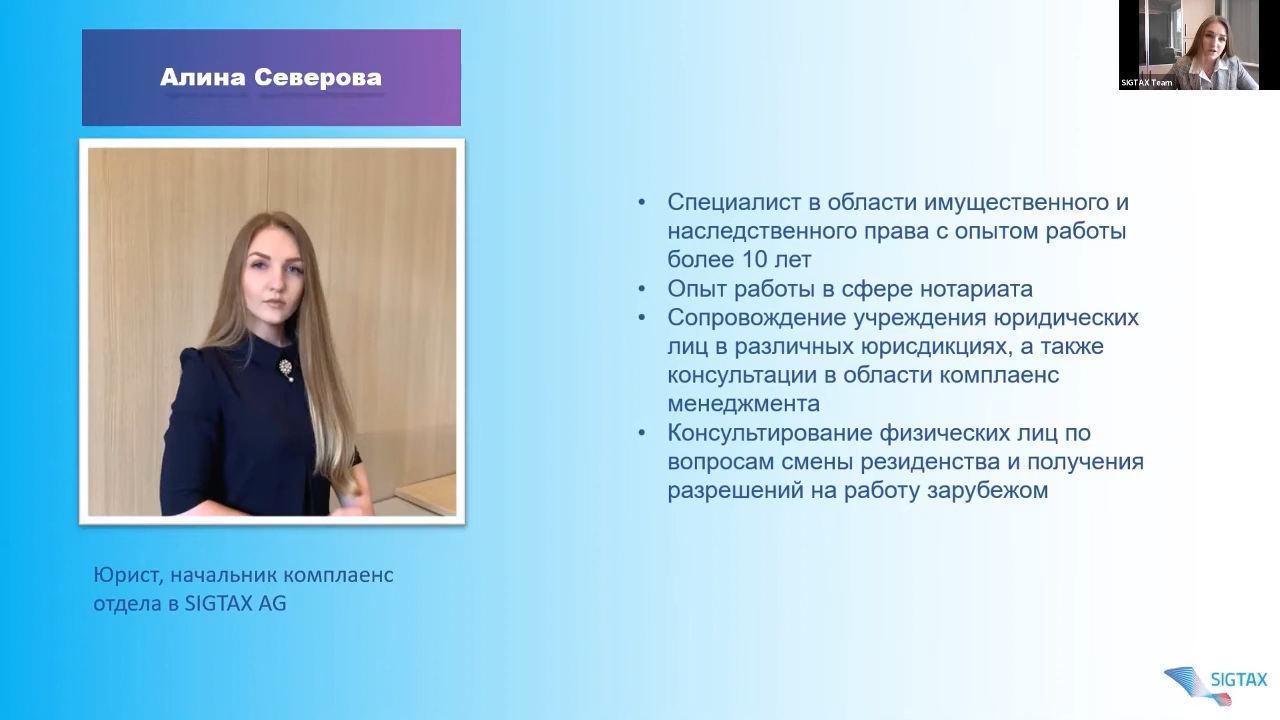 Алина Северова
SIGTAX Team
• Специалист в области имущественного и
наследственного права с опытом работы
более 10 лет
• Опыт работы в сфере нотариата
• Сопровождение учреждения юридических
лиц в различных юрисдикциях, а также
консультации в области комплаенс
менеджмента
• Консультирование физических лиц по
вопросам смены резиденства и получения
разрешений на работу зарубежом
Юрист, начальник комплаенс
отдела в SIGTAX AG
SIGTAX